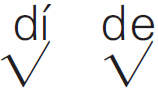 dí de
√ √